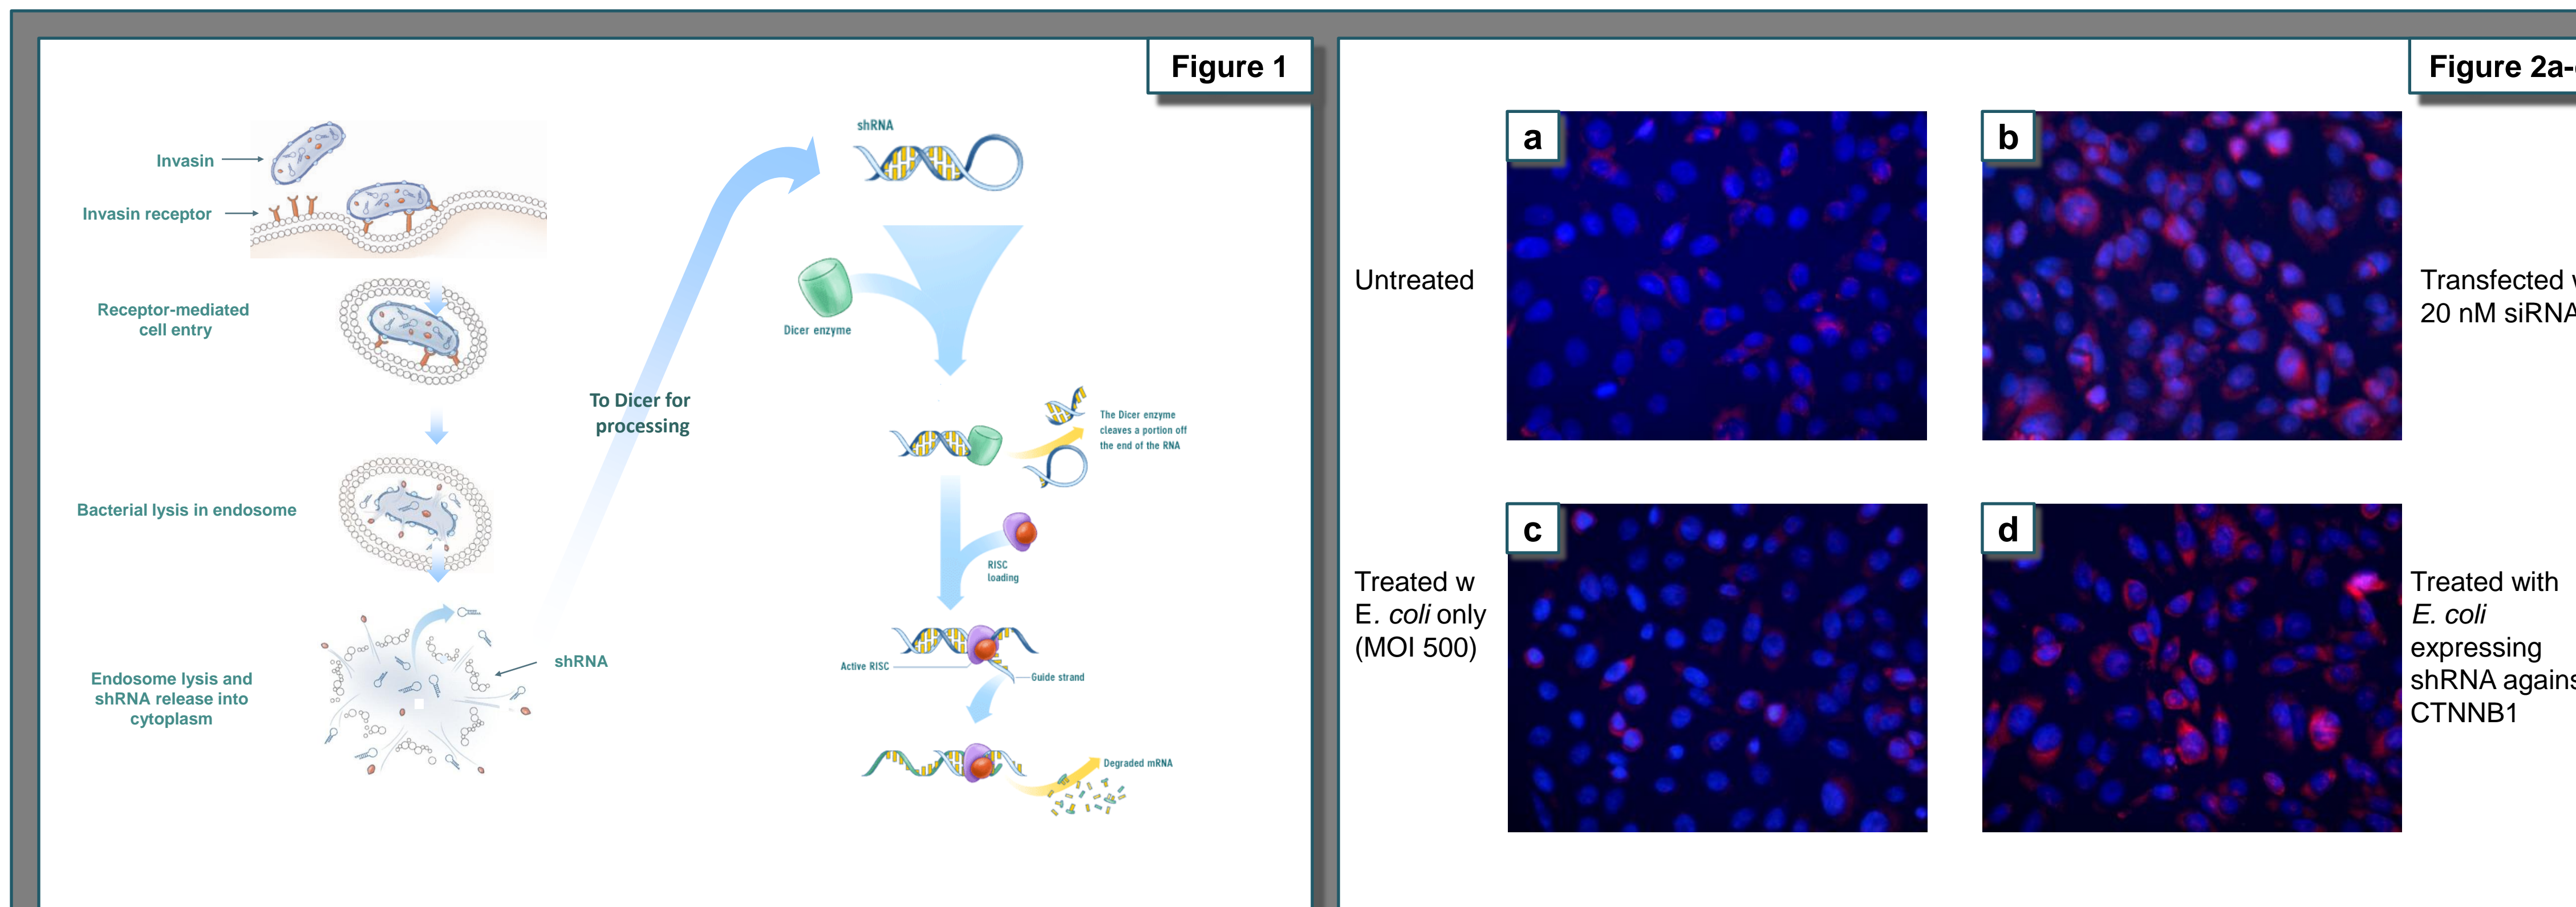 Figure 1
Invasin
Invasin receptor
Receptor-mediated
cell entry
Bacterial lysis in endosome
Endosome lysis and
shRNA release into
cytoplasm
shRNA
To Dicer for
processing
shRNA
Dicer enzyme
The Dicer enzyme
cleaves a portion off
the end of the RNA
RISC
loading
Active RISC
Guide strand
Degraded mRNA
Figure 2a-
a
b
Untreated
Transfected w
20 nM siRNA
c
d
Treated w
E. coli only
(MOI 500)
Treated with
E. coli
expressing
shRNA agains
CTNNB1